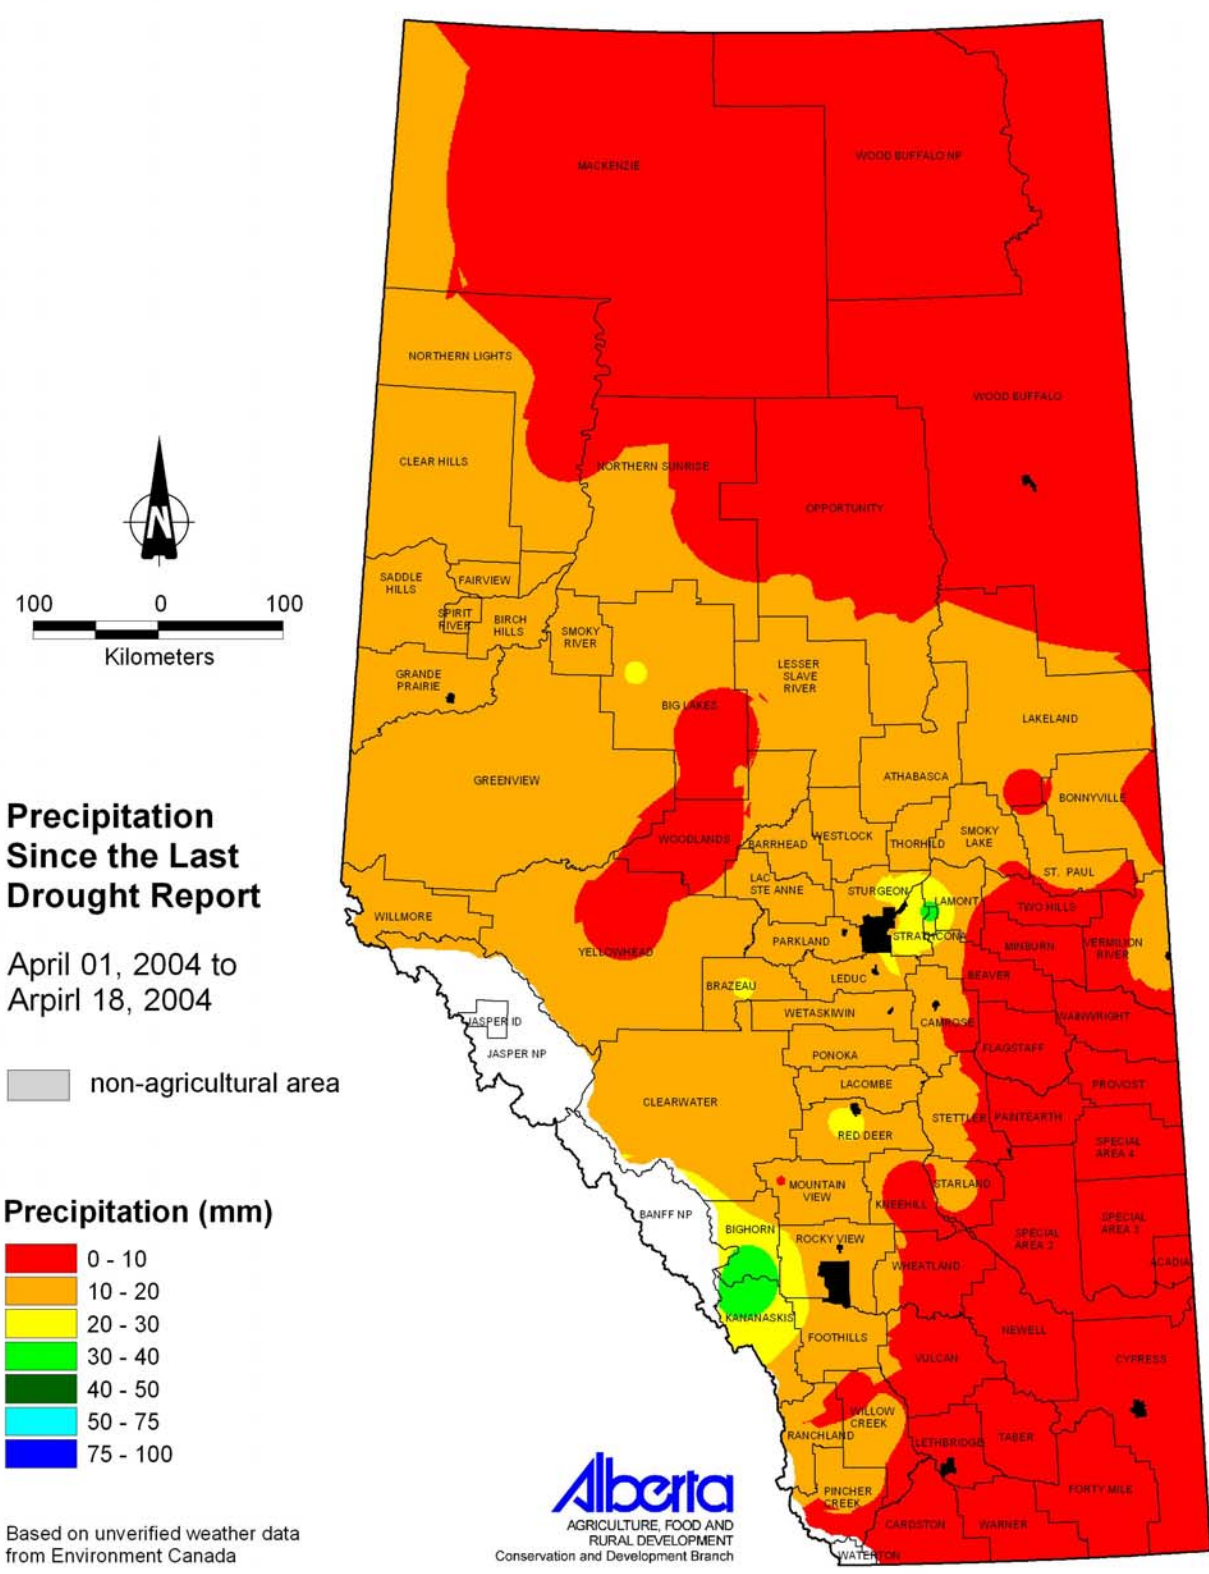 MACKENZIE
WOOD BUFFALO NP
NORTHERN LIGHTS
WOOD BUFFALO
CLEAR HILLS
NORTHERN SUNRISE
OPPORTUNITY
N
SADDLE
HILLS
FAIRVIEW
SPIRIT
RIVER
BIRCH
HILLS
SMOKY
RIVER
100 0 100
Kilometers
GRANDE
PRAIRIE
LESSER
SLAVE
RIVER
BIG LAKES
LAKELAND
GREENVIEW
ATHABASCA
BONNYVILLE
Precipitation
Since the Last
Drought Report
WOODLANDS
BARRHEAD
WESTLOCK
THORHILD
SMOKY
LAKE
ST. PAUL
LAC
STE ANNE
STURGEON
LAMONT
TWO HILLS
WILLMORE
YELLOWHEAD
PARKLAND
STRATHCONA
MINBURN
VERMILION
RIVER
April 01, 2004 to
Arpirl 18, 2004
BRAZEAU
LEDUC
BEAVER
WETASKIWIN
CAMROSE
WAINWRIGHT
JASPER ID
JASPER NP
PONOKA
FLAGSTAFF
non-agricultural area
LACOMBE
PROVOST
CLEARWATER
RED DEER
STETTLER
PAINTEARTH
SPECIAL
AREA 4
MOUNTAIN
VIEW
STARLAND
KNEEHILL
Precipitation (mm)
BANFF NP
BIGHORN
ROCKY VIEW
SPECIAL
AREA 2
SPECIAL
AREA 3
WHEATLAND
ACADIA
0 - 10
10 - 20
20 - 30
30 - 40
40 - 50
50 - 75
75 - 100
KANANASKIS
FOOTHILLS
NEWELL
VULCAN
CYPRESS
WILLOW
CREEK
RANCHLAND
LETHBRIDGE
TABER
PINCHER
CREEK
FORTY MILE
CARDSTON
WARNER
WATERTON
Alberta
AGRICULTURE, FOOD AND
RURAL DEVELOPMENT
Conservation and Development Branch
Based on unverified weather data
from Environment Canada